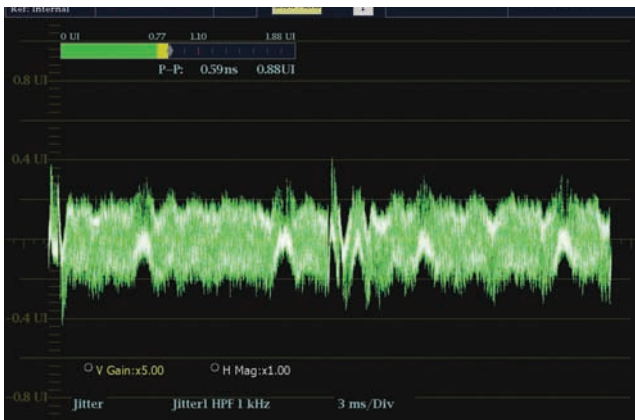 Ref: Internal
0 UI 0.77 1.10 1.88 UI
P-P: 0.59ns 0.88UI
0.8 UI
0.4 UI
-0.4 UI
V Gain:x5.00 H Mag:x1.00
-0.8 UI
Jitter Jitter1 HPF 1 kHz 3 ms/Div